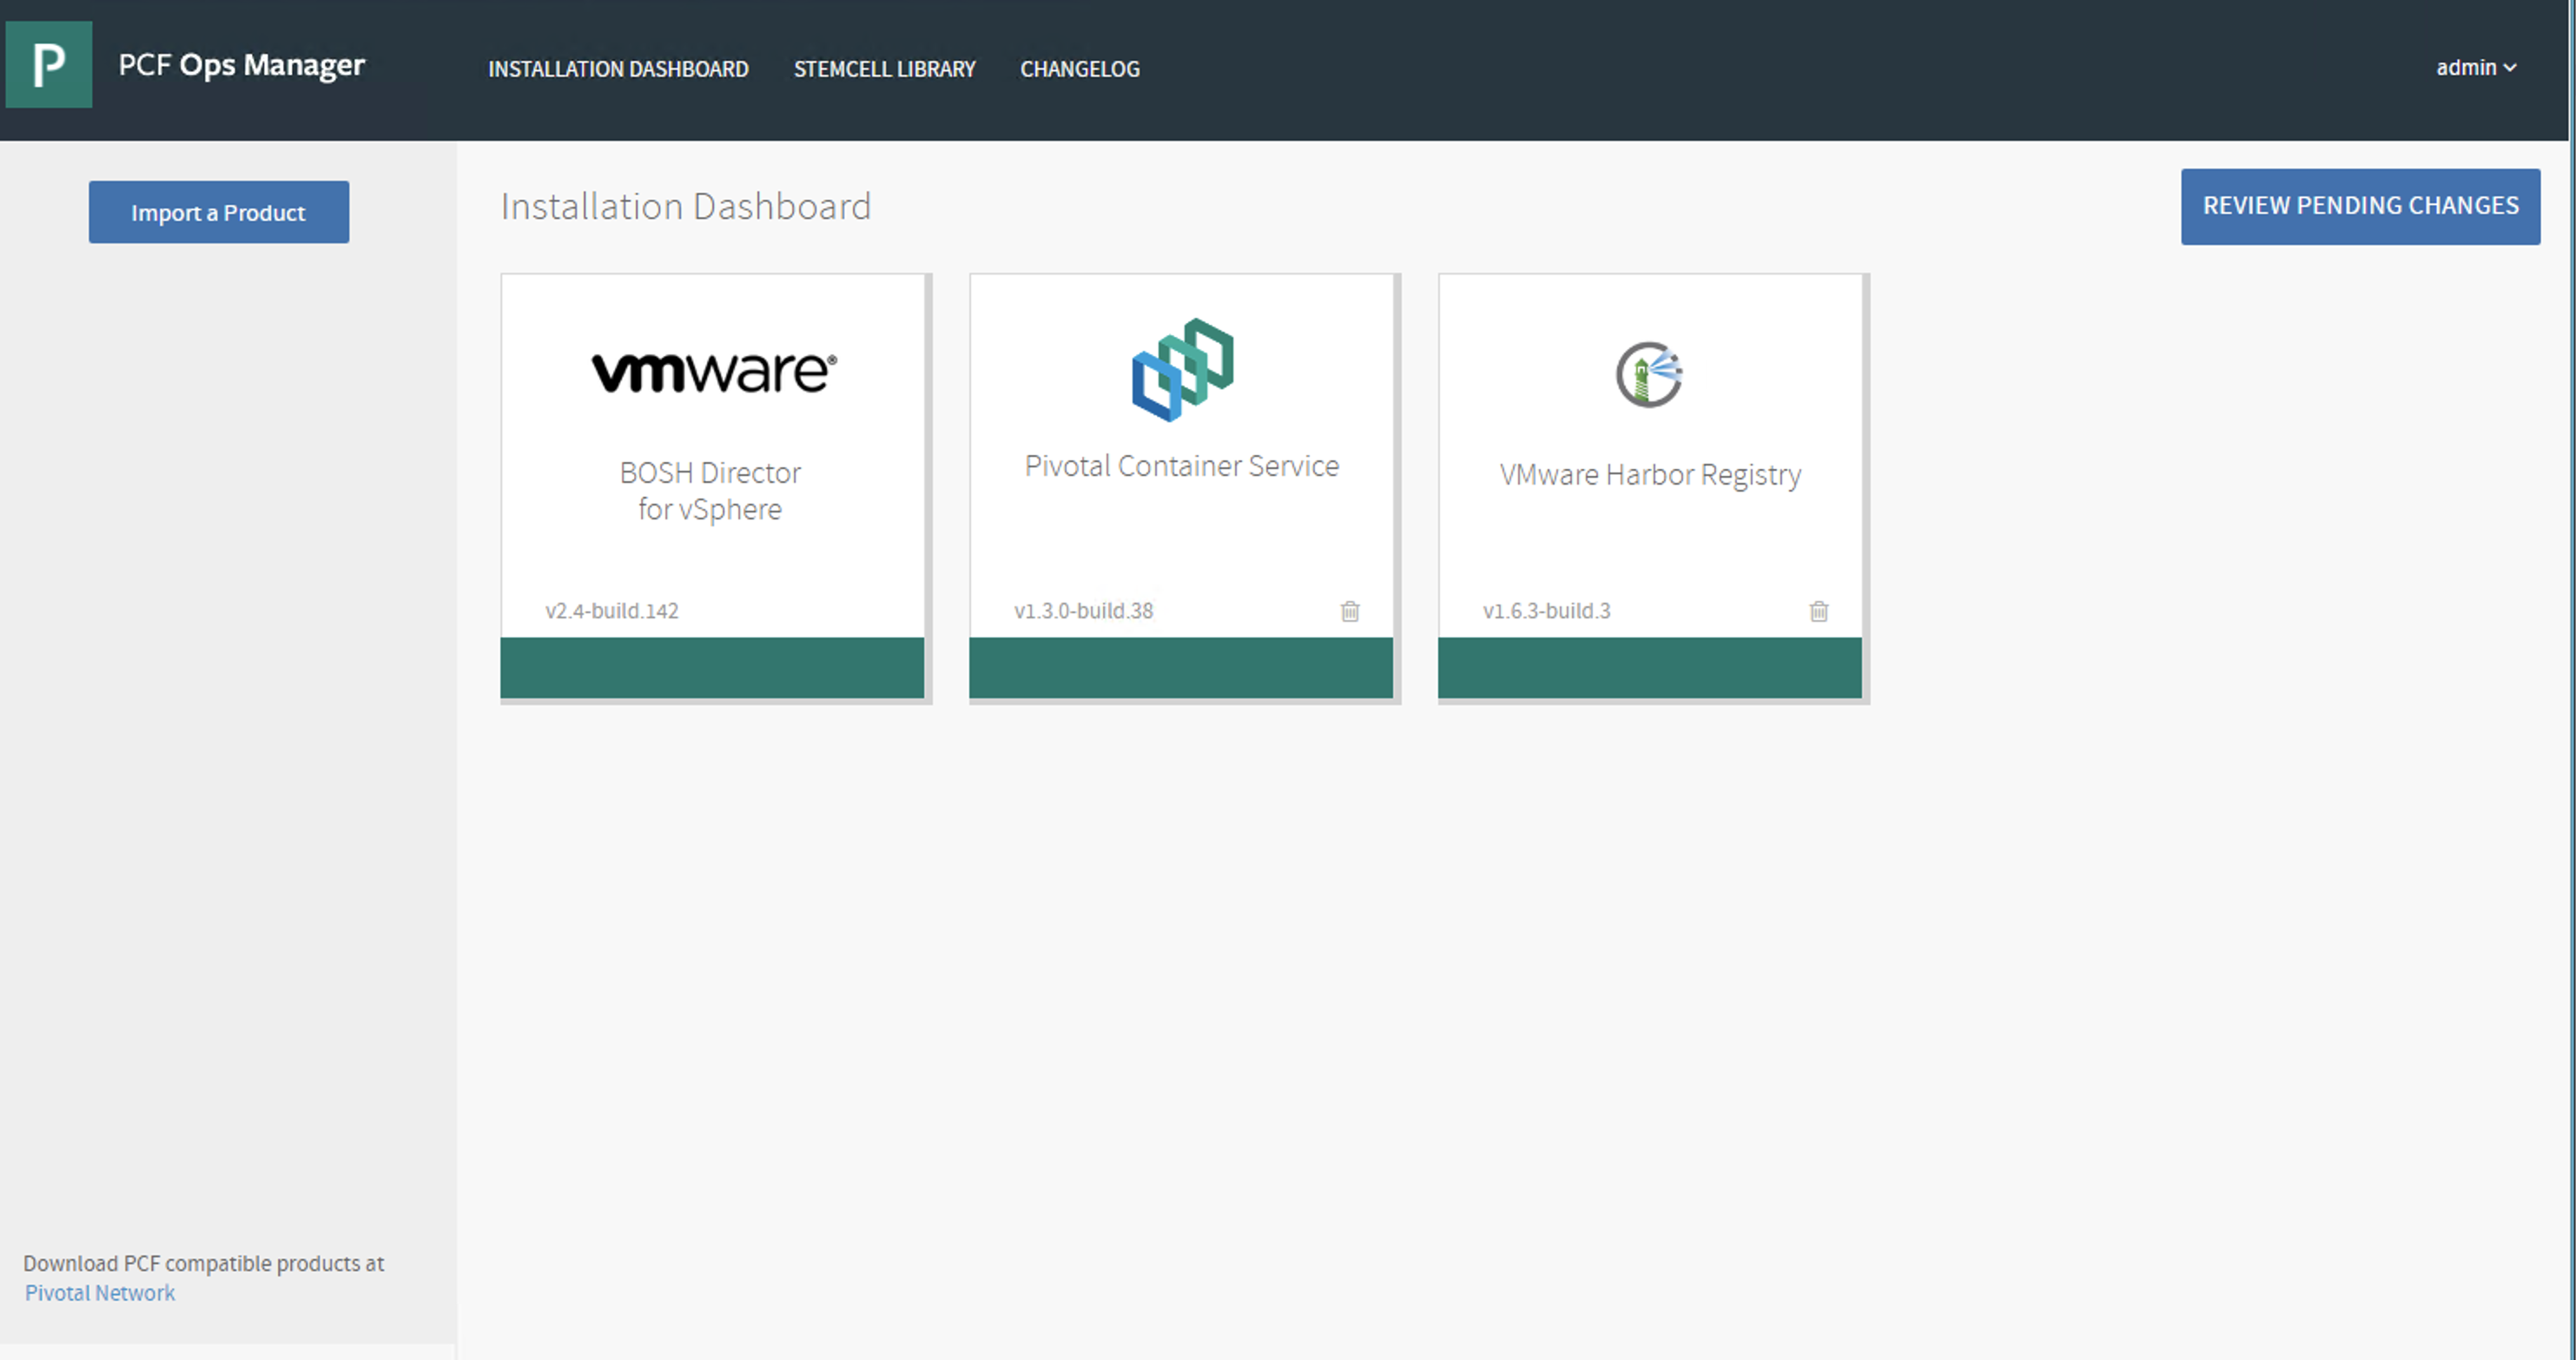 P
PCF Ops Manager
INSTALLATION DASHBOARD
STEMCELL LIBRARY
CHANGELOG
admin
Import a Product
Installation Dashboard
REVIEW PENDING CHANGES
vmware®
BOSH Director
for vSphere
v2.4-build.142
Pivotal Container Service
v1.3.0-build.38
VMware Harbor Registry
v1.6.3-build.3
Download PCF compatible products at
Pivotal Network